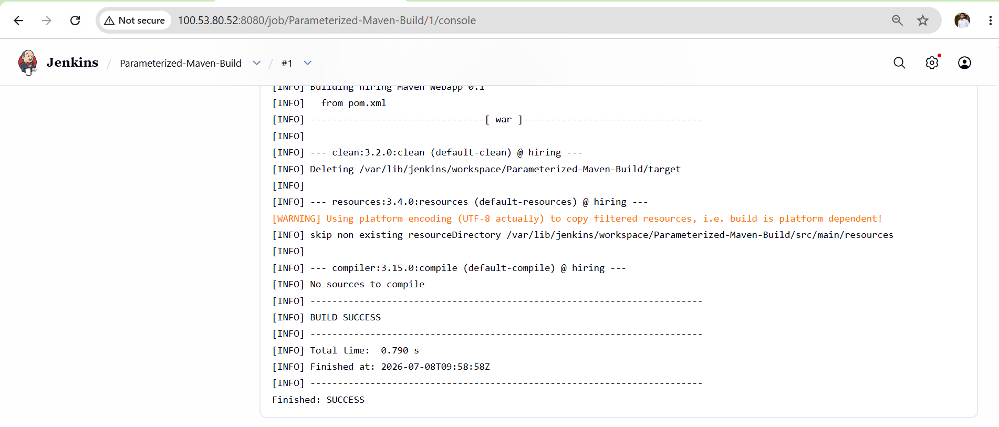 Not secure 100.53.80.52:8080/job/Parameterized-Maven-Build/1/console
Jenkins / Parameterized-Maven-Build / #1
[INFO] Building hiring Maven Webapp 0.1
[INFO]   from pom.xml
[INFO] --------------------------------[ war ]---------------------------------
[INFO]
[INFO] --- clean:3.2.0:clean (default-clean) @ hiring ---
[INFO] Deleting /var/lib/jenkins/workspace/Parameterized-Maven-Build/target
[INFO]
[INFO] --- resources:3.4.0:resources (default-resources) @ hiring ---
[WARNING] Using platform encoding (UTF-8 actually) to copy filtered resources, i.e. build is platform dependent!
[INFO] skip non existing resourceDirectory /var/lib/jenkins/workspace/Parameterized-Maven-Build/src/main/resources
[INFO]
[INFO] --- compiler:3.15.0:compile (default-compile) @ hiring ---
[INFO] No sources to compile
[INFO] ------------------------------------------------------------------------
[INFO] BUILD SUCCESS
[INFO] ------------------------------------------------------------------------
[INFO] Total time:  0.790 s
[INFO] Finished at: 2026-07-08T09:58:58Z
[INFO] ------------------------------------------------------------------------
Finished: SUCCESS